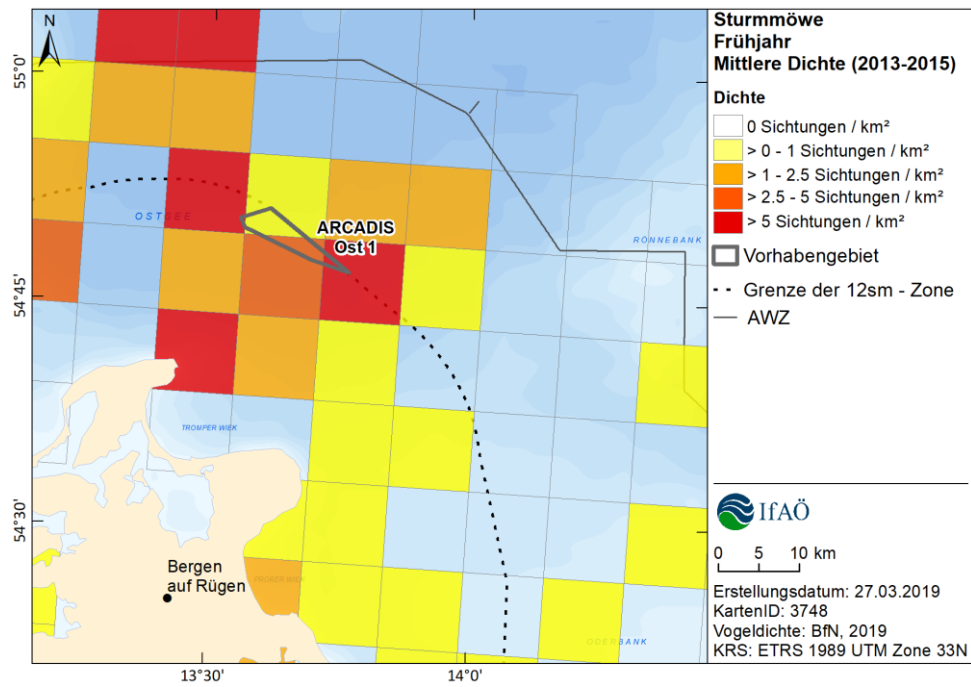 N
55°0'
54°45'
54°30'
13°30'
14°0'
OSTSEE
ARCADIS
Ost 1
RÖNNEBANK
TROMPER WIEK
Bergen
auf Rügen
PRORER WIEK
ODERBANK
Sturmmöwe
Frühjahr
Mittlere Dichte (2013-2015)
Dichte
0 Sichtungen / km²
> 0 - 1 Sichtungen / km²
> 1 - 2.5 Sichtungen / km²
> 2.5 - 5 Sichtungen / km²
> 5 Sichtungen / km²
Vorhabengebiet
Grenze der 12sm - Zone
AWZ
IfAÖ
0 5 10 km
Erstellungsdatum: 27.03.2019
KartenID: 3748
Vogeldichte: BfN, 2019
KRS: ETRS 1989 UTM Zone 33N